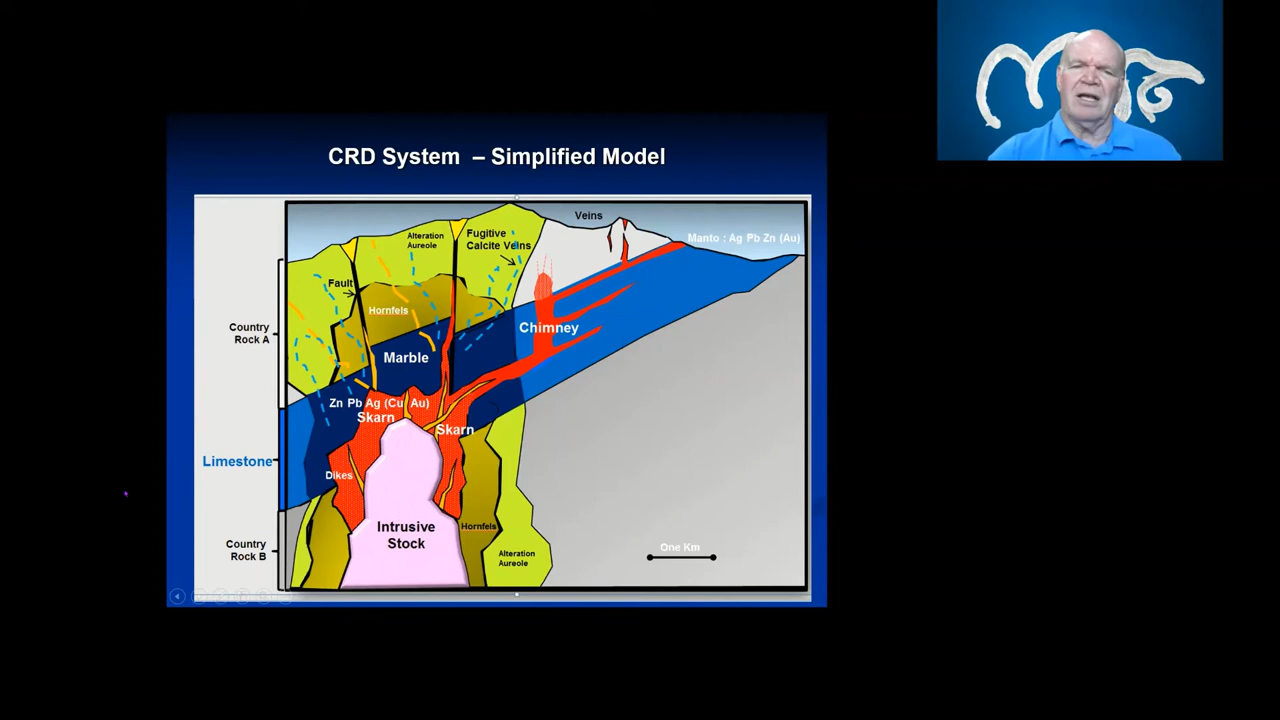 CRD System – Simplified Model
Veins
Manto : Ag Pb Zn (Au)
Alteration
Aureole
Fugitive
Calcite Veins
Fault
Hornfels
Country
Rock A
Chimney
Marble
Zn Pb Ag (Cu Au)
Skarn
Skarn
Limestone
Dikes
Intrusive
Stock
Hornfels
Country
Rock B
Alteration
Aureole
One Km